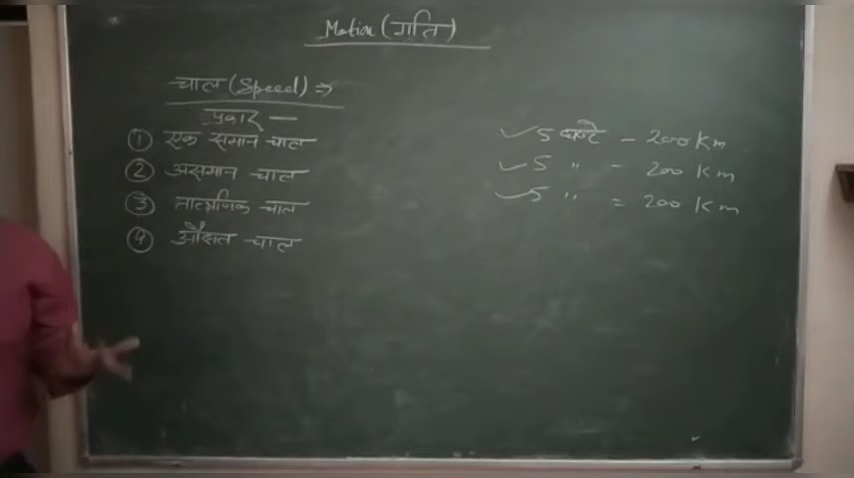 Motion (गति)
चाल (Speed) ⇒
प्रकार —
① एक समान चाल
② असमान चाल
③ तात्क्षणिक चाल
④ औसत चाल
✓ 5 घण्टे — 200 Km
✓ 5 " — 200 Km
✓ 5 " = 200 Km